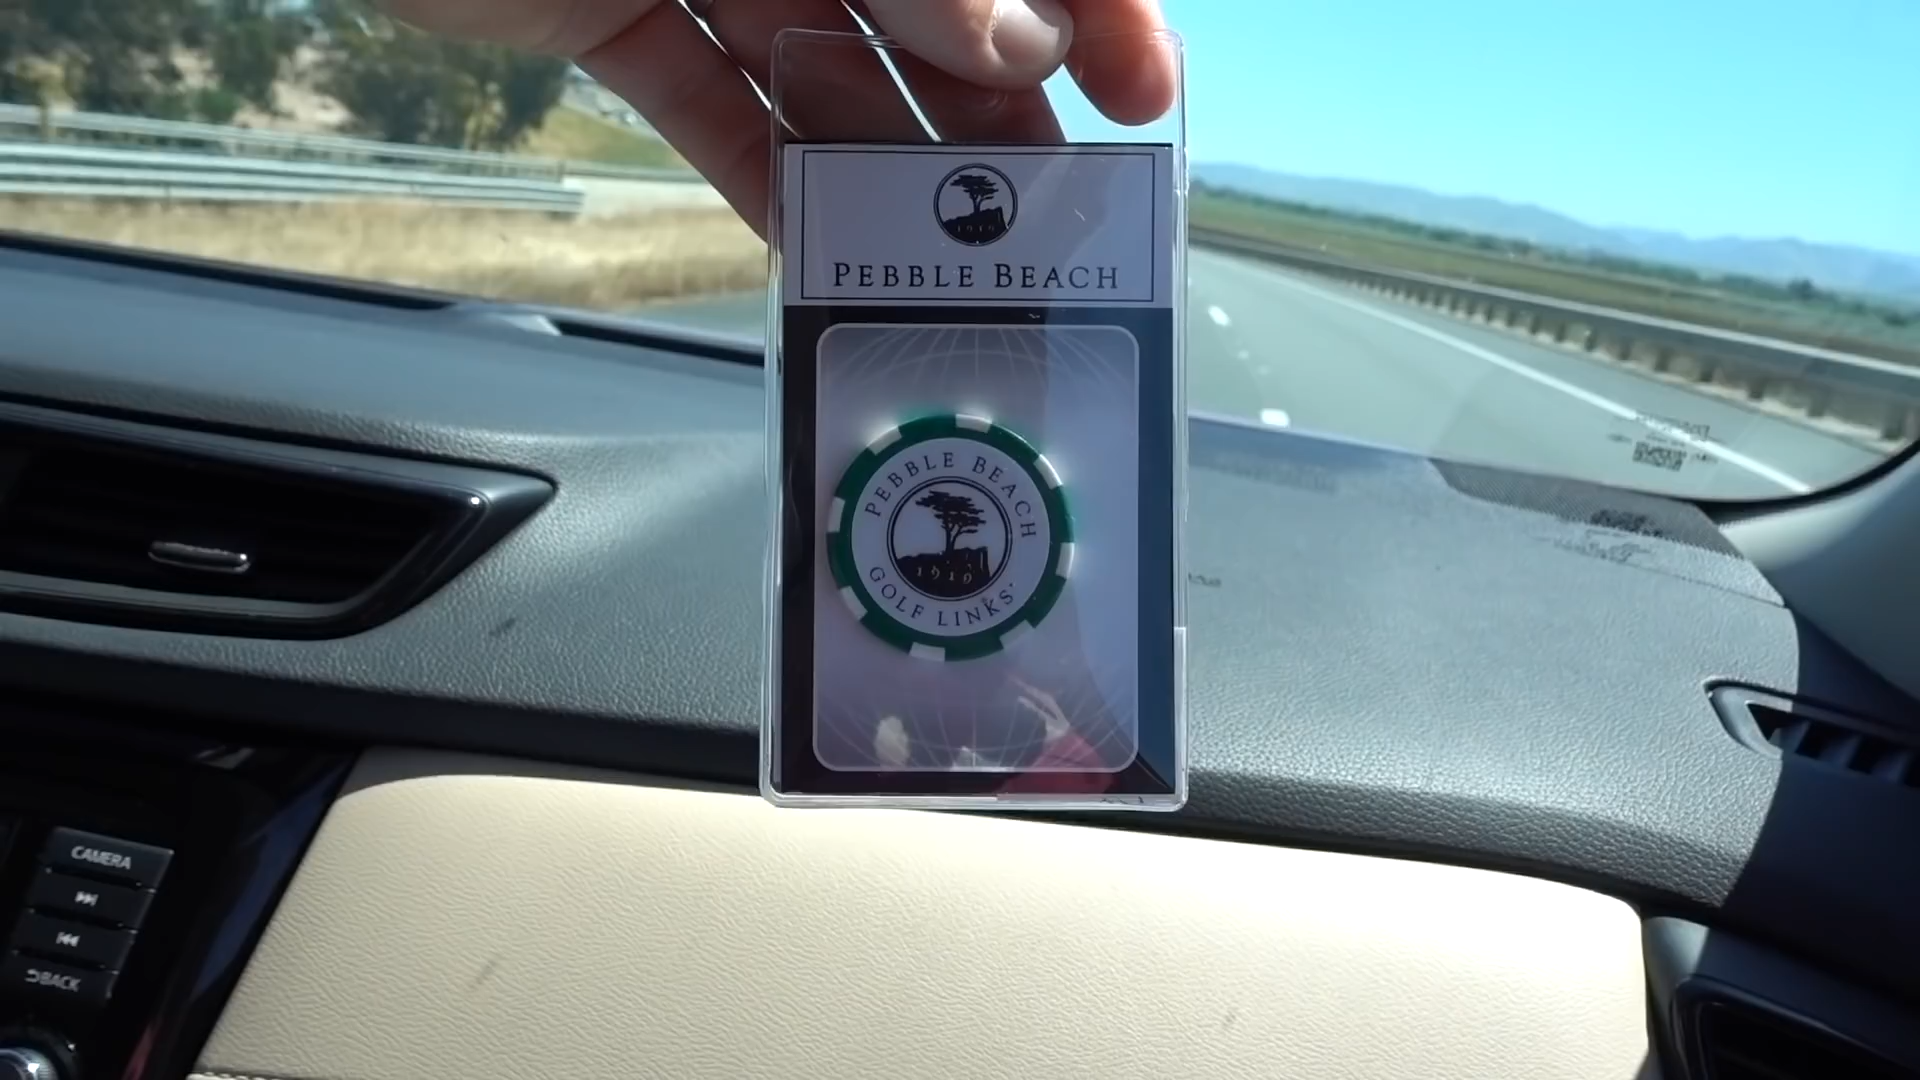 1919
PEBBLE BEACH
PEBBLE BEACH
1919
GOLF LINKS
CAMERA
BACK